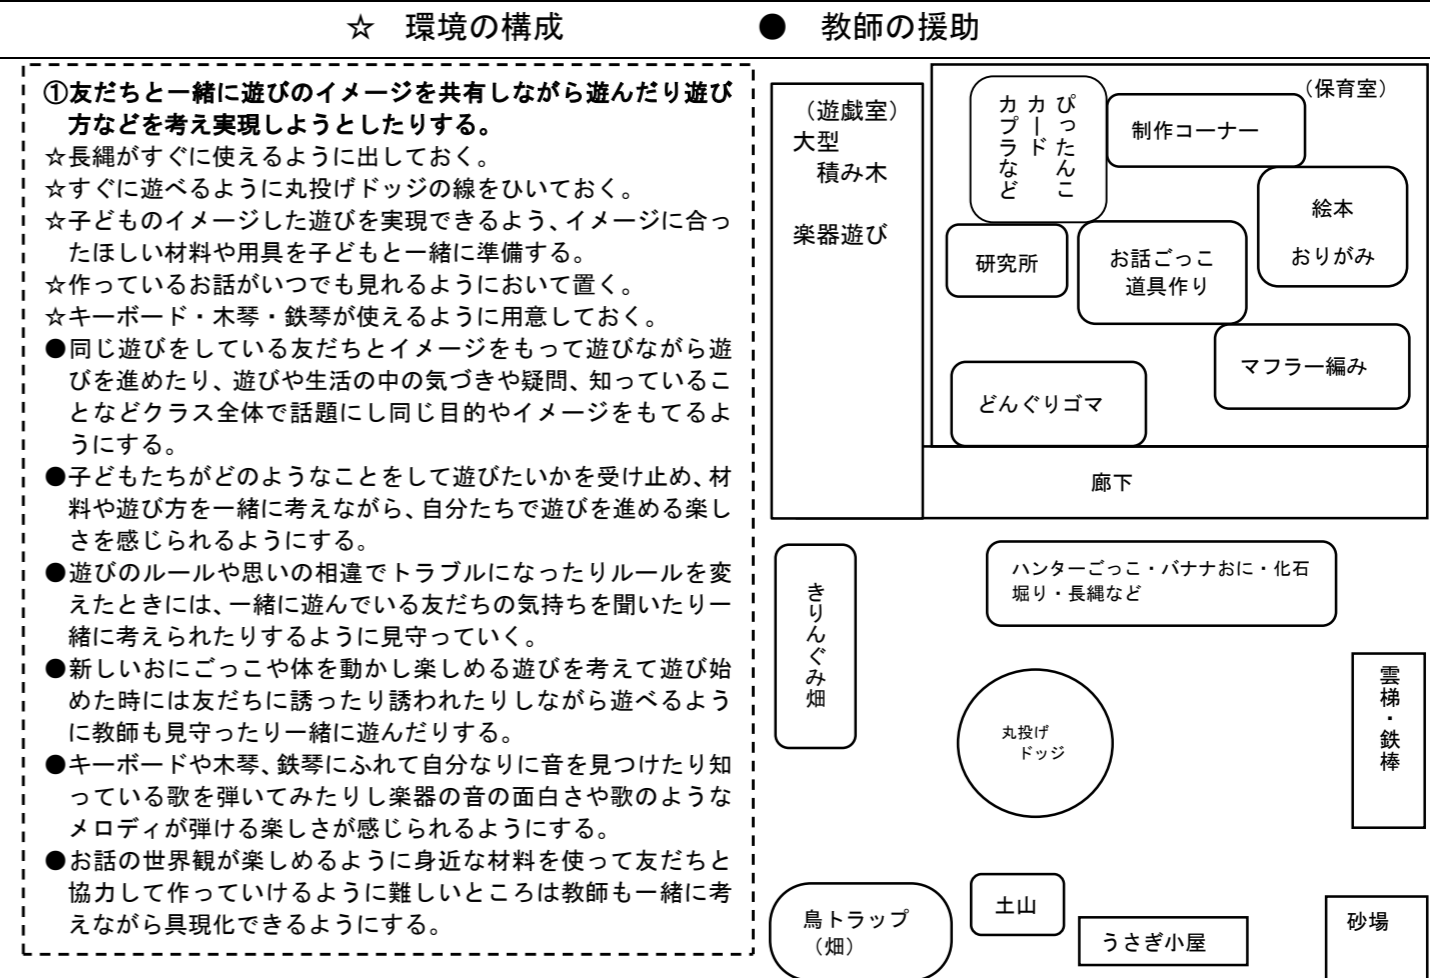 ☆　環境の構成　　　　　　●　教師の援助
①友だちと一緒に遊びのイメージを共有しながら遊んだり遊び
方などを考え実現しようとしたりする。
☆長縄がすぐに使えるように出しておく。
☆すぐに遊べるように丸投げドッジの線をひいておく。
☆子どものイメージした遊びを実現できるよう、イメージに合っ
たほしい材料や用具を子どもと一緒に準備する。
☆作っているお話がいつでも見れるようにおいて置く。
☆キーボード・木琴・鉄琴が使えるように用意しておく。
●同じ遊びをしている友だちとイメージをもって遊びながら遊
びを進めたり、遊びや生活の中の気づきや疑問、知っているこ
となどクラス全体で話題にし同じ目的やイメージをもてるよ
うにする。
●子どもたちがどのようなことをして遊びたいかを受け止め、材
料や遊び方を一緒に考えながら、自分たちで遊びを進める楽し
さを感じられるようにする。
●遊びのルールや思いの相違でトラブルになったりルールを変
えたときには、一緒に遊んでいる友だちの気持ちを聞いたり一
緒に考えられたりするように見守っていく。
●新しいおにごっこや体を動かし楽しめる遊びを考えて遊び始
めた時には友だちに誘ったり誘われたりしながら遊べるよう
に教師も見守ったり一緒に遊んだりする。
●キーボードや木琴、鉄琴にふれて自分なりに音を見つけたり知
っている歌を弾いてみたりし楽器の音の面白さや歌のような
メロディが弾ける楽しさが感じられるようにする。
●お話の世界観が楽しめるように身近な材料を使って友だちと
協力して作っていけるように難しいところは教師も一緒に考
えながら具現化できるようにする。
（遊戯室）
大型
積み木
楽器遊び
（保育室）
ぴったんこ
カード
カプラなど
制作コーナー
絵本
おりがみ
研究所
お話ごっこ
道具作り
マフラー編み
どんぐりゴマ
廊下
きりんぐみ畑
ハンターごっこ・バナナおに・化石
堀り・長縄など
丸投げ
ドッジ
雲梯・鉄棒
鳥トラップ
（畑）
土山
うさぎ小屋
砂場